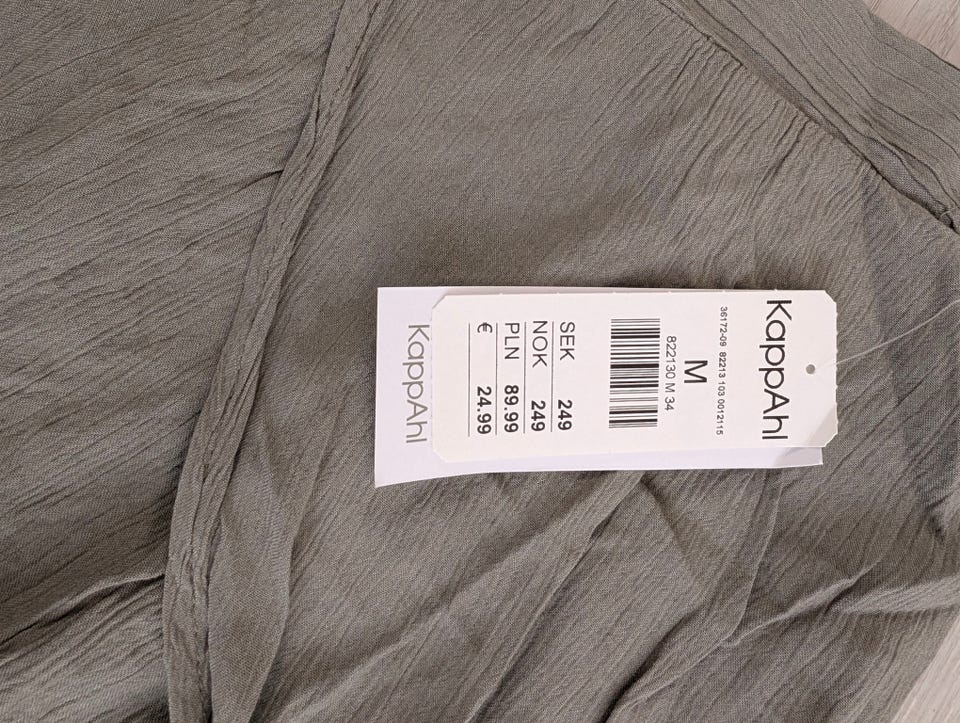 KappAhl
36172-09 82213 103 0012115
M
822130 M 34
SEK 249
NOK 249
PLN 89.99
€ 24.99
KappAhl